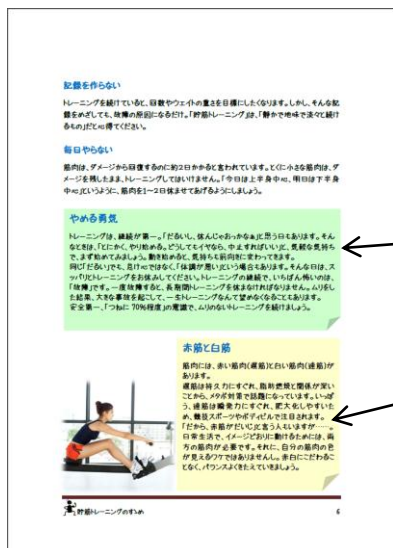 記録を作らない
トレーニングを続けていると、回数やウェイトの重さを目標にしたくなります。しかし、そんな記
録をめざしても、故障の原因になるだけ。「貯筋トレーニング」は、「静かで地味で淡々と続け
るもの」だと心得てください。
毎日やらない
筋肉は、ダメージから回復するのに約2日かかると言われています。とくに小さな筋肉は、ダ
メージを残したまま、トレーニングしてはいけません。「今日は上半身中心、明日は下半身
中心」というように、筋肉を1～2日休ませてあげるようにしましょう。
やめる勇気
トレーニングは、継続が第一。「だるいし、休んじゃおっかなぁ」と思う日もあります。そん
なときは、「とにかく、やり始める。どうしてもイヤなら、中止すればいい」と、気軽な気持ち
で、まず始めてみましょう。動き始めると、気持ちも前向きに変わってきます。
同じ「だるい」でも、怠け心ではなく、「体調が悪い」という場合もあります。そんな日は、ス
ッパリとトレーニングをお休みしてください。トレーニングの継続で、いちばん怖いのは、
「故障」です。一度故障すると、長期間トレーニングを休まなければなりません。ムリをし
た結果、大きな事故を起こして、一生トレーニングなんて望めなくなることもあります。
安全第一、「つねに70%程度」の意識で、ムリのないトレーニングを続けましょう。
赤筋と白筋
筋肉には、赤い筋肉(遅筋)と白い筋肉(速筋)が
あります。
遅筋は持久力にすぐれ、脂肪燃焼と関係が深い
ことから、メタボ対策で話題になっています。いっぽ
う、速筋は瞬発力にすぐれ、肥大化しやすいた
め、競技スポーツやボディビルで注目されます。
「だから、赤筋がだいじ」と言う人もいますが……。
日常生活で、イメージどおりに動けるためには、両
方の筋肉が必要です。それに、自分の筋肉の色
が見えるワケではありませんし。赤白にこだわるこ
となく、バランスよくきたえていきましょう。
貯筋トレーニングのすすめ 6